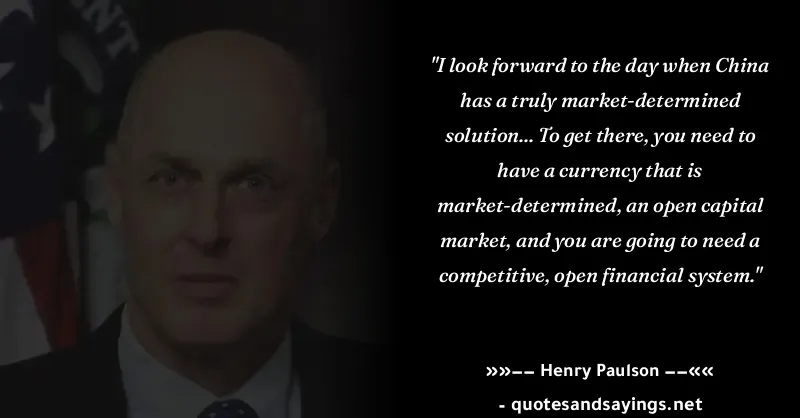 ENT
"I look forward to the day when China
has a truly market-determined
solution... To get there, you need to
have a currency that is
market-determined, an open capital
market, and you are going to need a
competitive, open financial system."
»»−− Henry Paulson −−««
- quotesandsayings.net